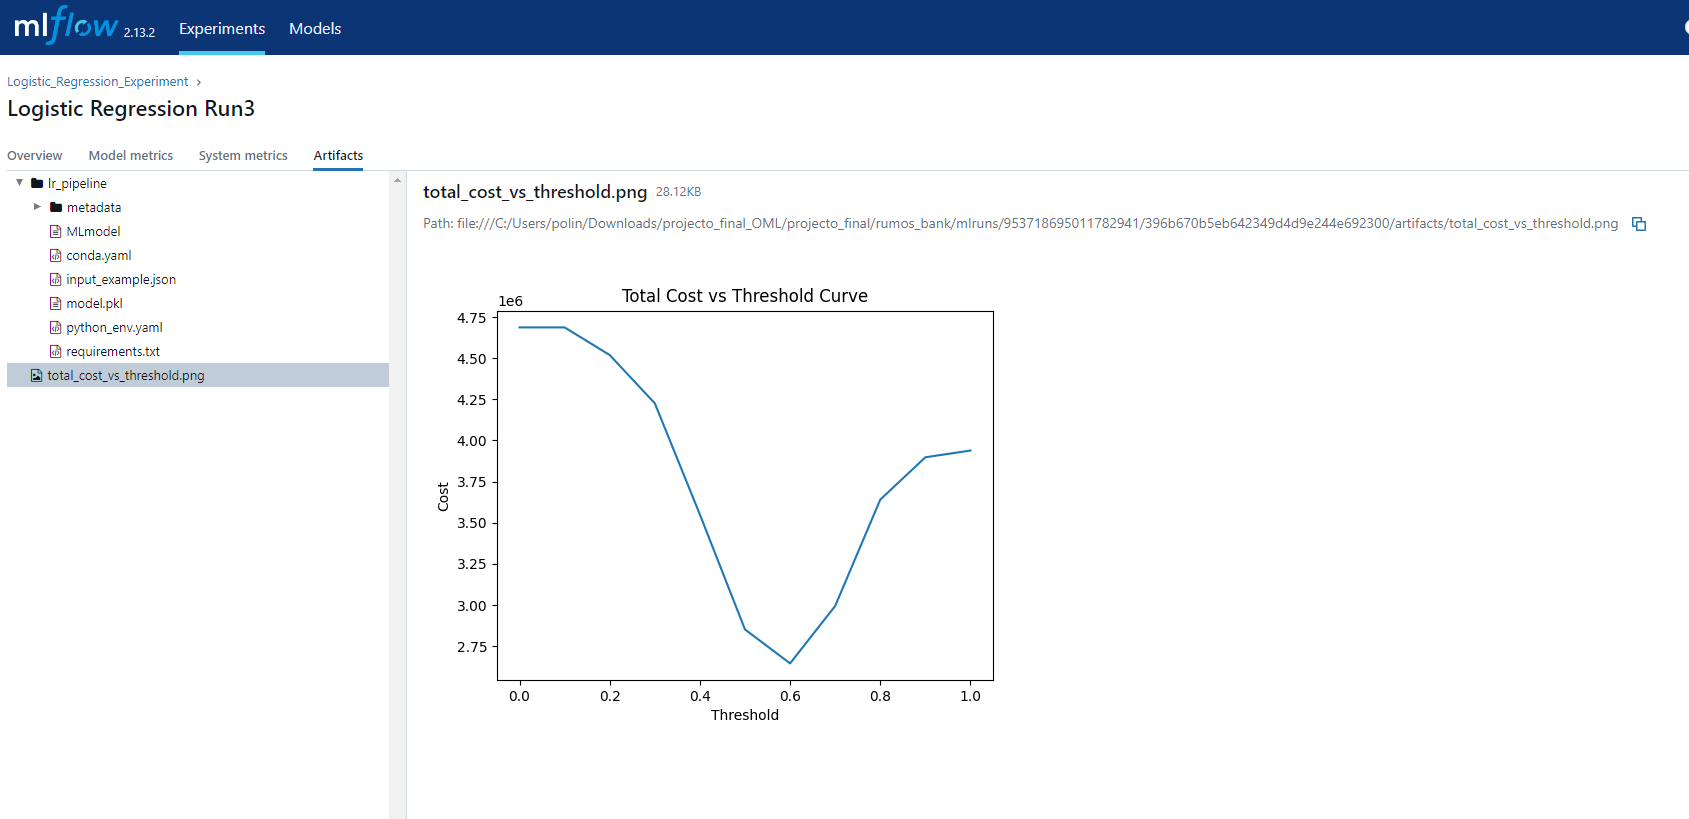 mlflow 2.13.2 Experiments Models
Logistic_Regression_Experiment ›
Logistic Regression Run3
Overview Model metrics System metrics Artifacts
lr_pipeline
metadata
MLmodel
conda.yaml
input_example.json
model.pkl
python_env.yaml
requirements.txt
total_cost_vs_threshold.png
total_cost_vs_threshold.png 28.12KB
Path: file:///C:/Users/polin/Downloads/projecto_final_OML/projecto_final/rumos_bank/mlruns/953718695011782941/396b670b5eb642349d4d9e244e692300/artifacts/total_cost_vs_threshold.png
Total Cost vs Threshold Curve
1e6
4.75
4.50
4.25
4.00
3.75
3.50
3.25
3.00
2.75
Cost
0.0 0.2 0.4 0.6 0.8 1.0
Threshold